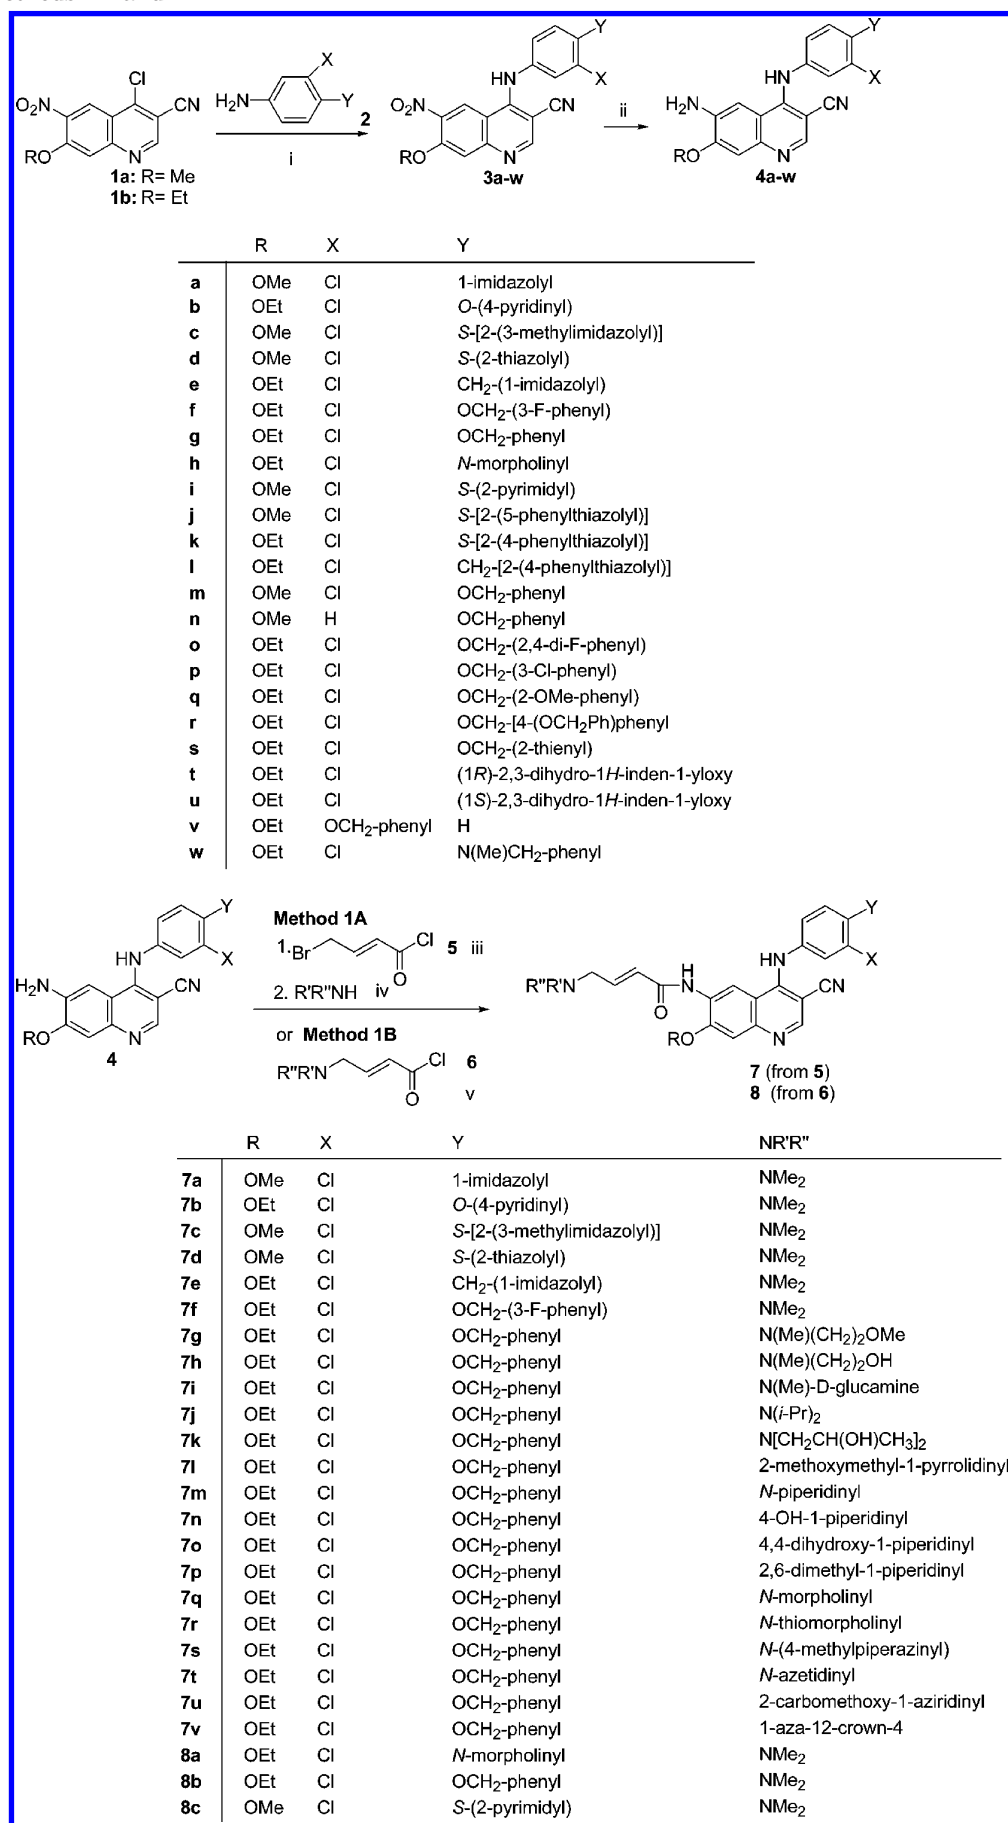 Y
X
Y
Cl
X
HN
HN
X
O₂N
CN
H₂N
Y
2
O₂N
CN
ii
H₂N
CN
RO
N
i
RO
N
RO
N
1a: R= Me
1b: R= Et
3a-w
4a-w
R X Y
a OMe Cl 1-imidazolyl
b OEt Cl O-(4-pyridinyl)
c OMe Cl S-[2-(3-methylimidazolyl)]
d OMe Cl S-(2-thiazolyl)
e OEt Cl CH₂-(1-imidazolyl)
f OEt Cl OCH₂-(3-F-phenyl)
g OEt Cl OCH₂-phenyl
h OEt Cl N-morpholinyl
i OMe Cl S-(2-pyrimidyl)
j OMe Cl S-[2-(5-phenylthiazolyl)]
k OEt Cl S-[2-(4-phenylthiazolyl)]
l OEt Cl CH₂-[2-(4-phenylthiazolyl)]
m OMe Cl OCH₂-phenyl
n OMe H OCH₂-phenyl
o OEt Cl OCH₂-(2,4-di-F-phenyl)
p OEt Cl OCH₂-(3-Cl-phenyl)
q OEt Cl OCH₂-(2-OMe-phenyl)
r OEt Cl OCH₂-[4-(OCH₂Ph)phenyl
s OEt Cl OCH₂-(2-thienyl)
t OEt Cl (1R)-2,3-dihydro-1H-inden-1-yloxy
u OEt Cl (1S)-2,3-dihydro-1H-inden-1-yloxy
v OEt OCH₂-phenyl H
w OEt Cl N(Me)CH₂-phenyl
Y
X
HN
H₂N
CN
RO
N
4
Method 1A
1. Br
Cl
O
5 iii
2. R'R"NH iv
or Method 1B
R"R'N
Cl
O
6
v
Y
X
HN
R"R'N
H
N
O
CN
RO
N
7 (from 5)
8 (from 6)
R X Y NR'R"
7a OMe Cl 1-imidazolyl NMe₂
7b OEt Cl O-(4-pyridinyl) NMe₂
7c OMe Cl S-[2-(3-methylimidazolyl)] NMe₂
7d OMe Cl S-(2-thiazolyl) NMe₂
7e OEt Cl CH₂-(1-imidazolyl) NMe₂
7f OEt Cl OCH₂-(3-F-phenyl) NMe₂
7g OEt Cl OCH₂-phenyl N(Me)(CH₂)₂OMe
7h OEt Cl OCH₂-phenyl N(Me)(CH₂)₂OH
7i OEt Cl OCH₂-phenyl N(Me)-D-glucamine
7j OEt Cl OCH₂-phenyl N(i-Pr)₂
7k OEt Cl OCH₂-phenyl N[CH₂CH(OH)CH₃]₂
7l OEt Cl OCH₂-phenyl 2-methoxymethyl-1-pyrrolidinyl
7m OEt Cl OCH₂-phenyl N-piperidinyl
7n OEt Cl OCH₂-phenyl 4-OH-1-piperidinyl
7o OEt Cl OCH₂-phenyl 4,4-dihydroxy-1-piperidinyl
7p OEt Cl OCH₂-phenyl 2,6-dimethyl-1-piperidinyl
7q OEt Cl OCH₂-phenyl N-morpholinyl
7r OEt Cl OCH₂-phenyl N-thiomorpholinyl
7s OEt Cl OCH₂-phenyl N-(4-methylpiperazinyl)
7t OEt Cl OCH₂-phenyl N-azetidinyl
7u OEt Cl OCH₂-phenyl 2-carbomethoxy-1-aziridinyl
7v OEt Cl OCH₂-phenyl 1-aza-12-crown-4
8a OEt Cl N-morpholinyl NMe₂
8b OEt Cl OCH₂-phenyl NMe₂
8c OMe Cl S-(2-pyrimidyl) NMe₂